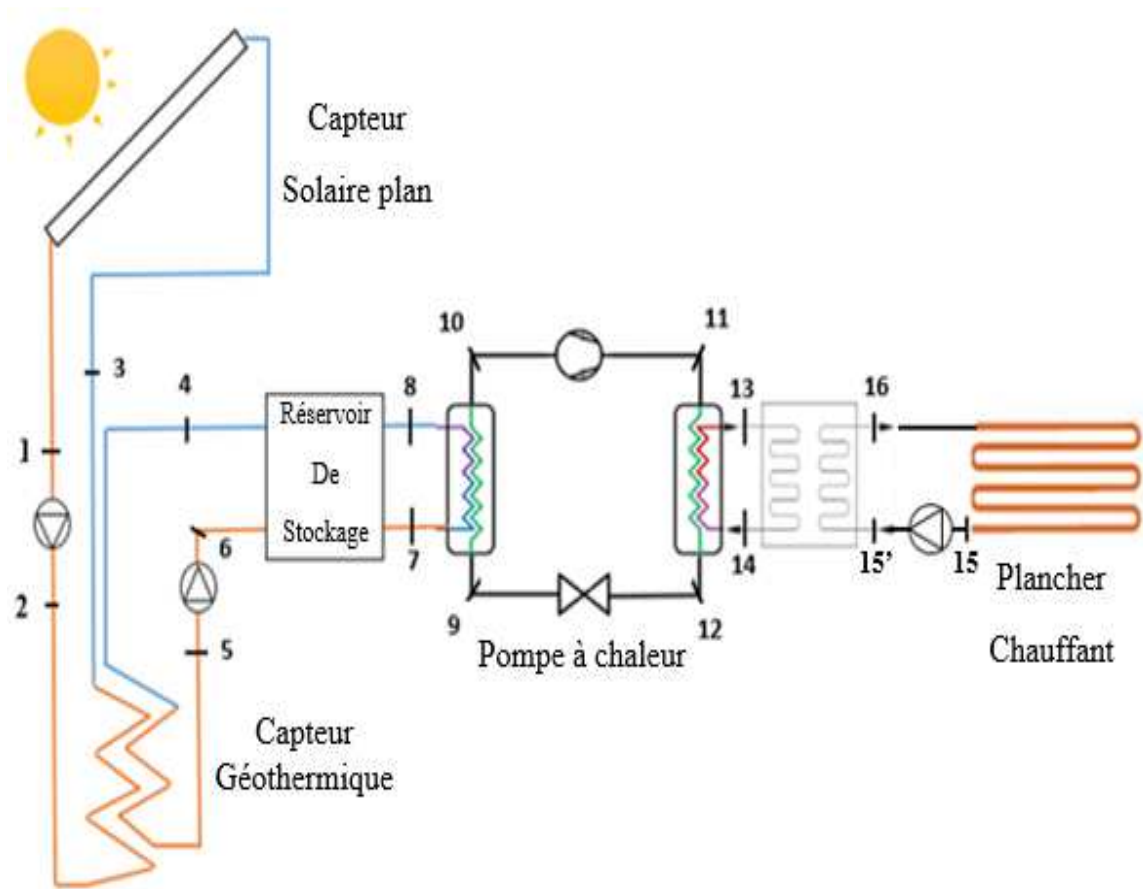 Capteur
Solaire plan
10
11
3
4
8
13
16
Réservoir
De
Stockage
1
2
6
7
14
15'
15
5
9
12
Pompe à chaleur
Plancher
Chauffant
Capteur
Géothermique